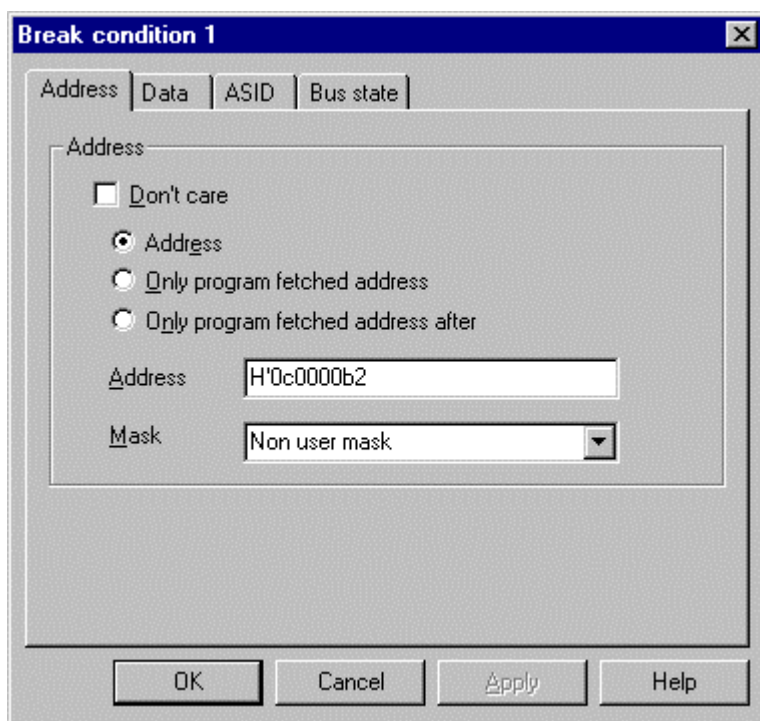 Break condition 1
Address Data ASID Bus state
Address
Don't care
Address
Only program fetched address
Only program fetched address after
Address H'0c0000b2
Mask Non user mask
OK Cancel Apply Help